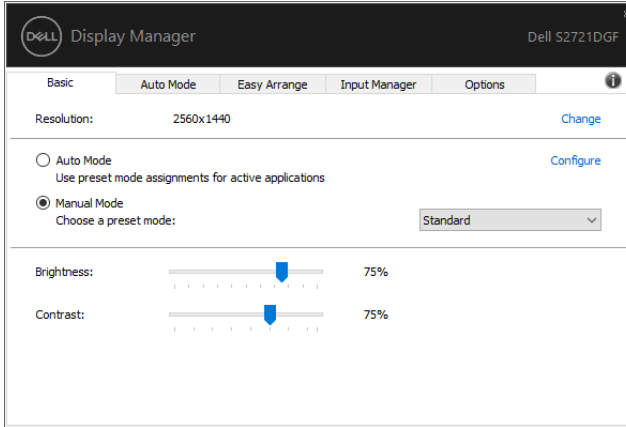 DELL Display Manager Dell S2721DGF
Basic Auto Mode Easy Arrange Input Manager Options
Resolution: 2560x1440 Change
Auto Mode Configure
Use preset mode assignments for active applications
Manual Mode
Choose a preset mode: Standard
Brightness: 75%
Contrast: 75%